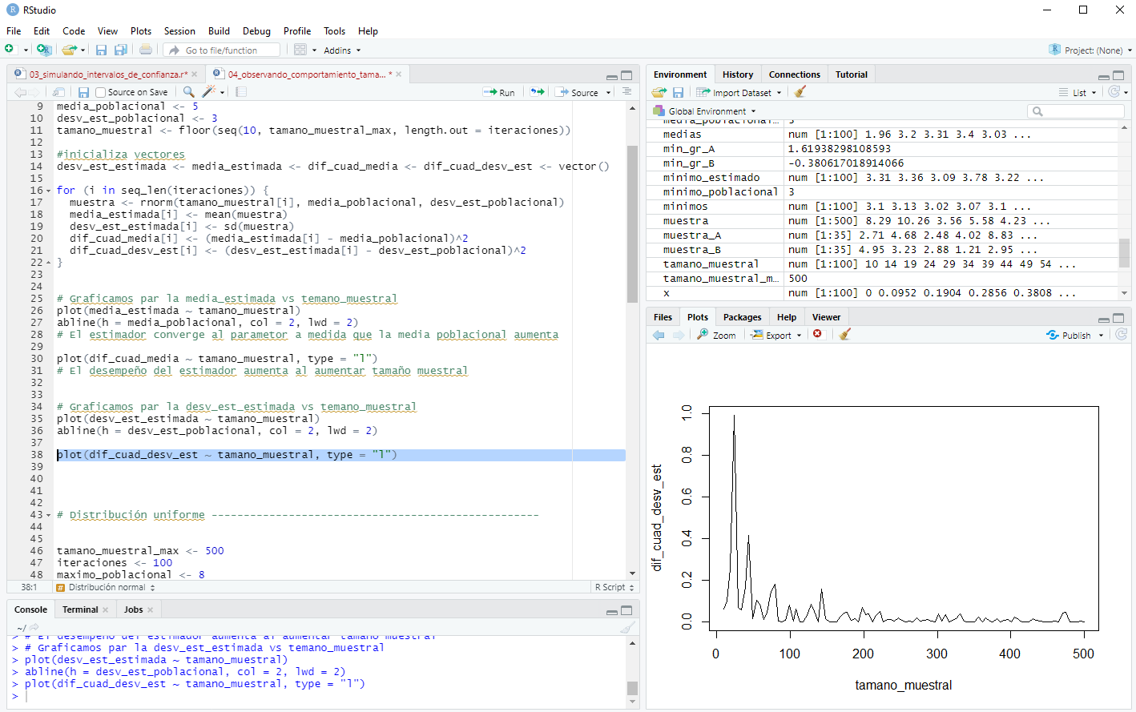 RStudio
File Edit Code View Plots Session Build Debug Profile Tools Help
Go to file/function Addins Project: (None)
03_simulando_intervalos_de_confianza.r* 04_observando_comportamiento_tama... *
Source on Save Run Source
9 media_poblacional <- 5
10 desv_est_poblacional <- 3
11 tamano_muestral <- floor(seq(10, tamano_muestral_max, length.out = iteraciones))
12
13 #inicializa vectores
14 desv_est_estimada <- media_estimada <- dif_cuad_media <- dif_cuad_desv_est <- vector()
15
16 for (i in seq_len(iteraciones)) {
17 muestra <- rnorm(tamano_muestral[i], media_poblacional, desv_est_poblacional)
18 media_estimada[i] <- mean(muestra)
19 desv_est_estimada[i] <- sd(muestra)
20 dif_cuad_media[i] <- (media_estimada[i] - media_poblacional)^2
21 dif_cuad_desv_est[i] <- (desv_est_estimada[i] - desv_est_poblacional)^2
22 }
23
24
25 # Graficamos par la media_estimada vs temano_muestral
26 plot(media_estimada ~ tamano_muestral)
27 abline(h = media_poblacional, col = 2, lwd = 2)
28 # El estimador converge al parametor a medida que la media poblacional aumenta
29
30 plot(dif_cuad_media ~ tamano_muestral, type = "l")
31 # El desempeño del estimador aumenta al aumentar tamaño muestral
32
33
34 # Graficamos par la desv_est_estimada vs temano_muestral
35 plot(desv_est_estimada ~ tamano_muestral)
36 abline(h = desv_est_poblacional, col = 2, lwd = 2)
37
38 plot(dif_cuad_desv_est ~ tamano_muestral, type = "l")
39
40
41
42
43 # Distribución uniforme ---------------------------------------------------
44
45
46 tamano_muestral_max <- 500
47 iteraciones <- 100
48 maximo_poblacional <- 8
38:1 Distribución normal R Script
Console Terminal Jobs
~/
> # El desempeño del estimador aumenta al aumentar tamaño muestral
> # Graficamos par la desv_est_estimada vs temano_muestral
> plot(desv_est_estimada ~ tamano_muestral)
> abline(h = desv_est_poblacional, col = 2, lwd = 2)
> plot(dif_cuad_desv_est ~ tamano_muestral, type = "l")
>
Environment History Connections Tutorial
Import Dataset List
Global Environment
media_poblacional... 5
medias num [1:100] 1.96 3.2 3.31 3.4 3.03 ...
min_gr_A 1.61938298108593
min_gr_B -0.380617018914066
minimo_estimado num [1:100] 3.31 3.36 3.09 3.78 3.22 ...
minimo_poblacional 3
minimos num [1:100] 3.1 3.13 3.02 3.07 3.1 ...
muestra num [1:500] 8.29 10.26 3.56 5.58 4.23 ...
muestra_A num [1:35] 2.71 4.68 2.48 4.02 8.83 ...
muestra_B num [1:35] 4.95 3.23 2.88 1.21 2.95 ...
tamano_muestral num [1:100] 10 14 19 24 29 34 39 44 49 54 ...
tamano_muestral_m... 500
x num [1:100] 0 0.0952 0.1904 0.2856 0.3808 ...
Files Plots Packages Help Viewer
Zoom Export Publish
dif_cuad_desv_est
1.0
0.8
0.6
0.4
0.2
0.0
0 100 200 300 400 500
tamano_muestral